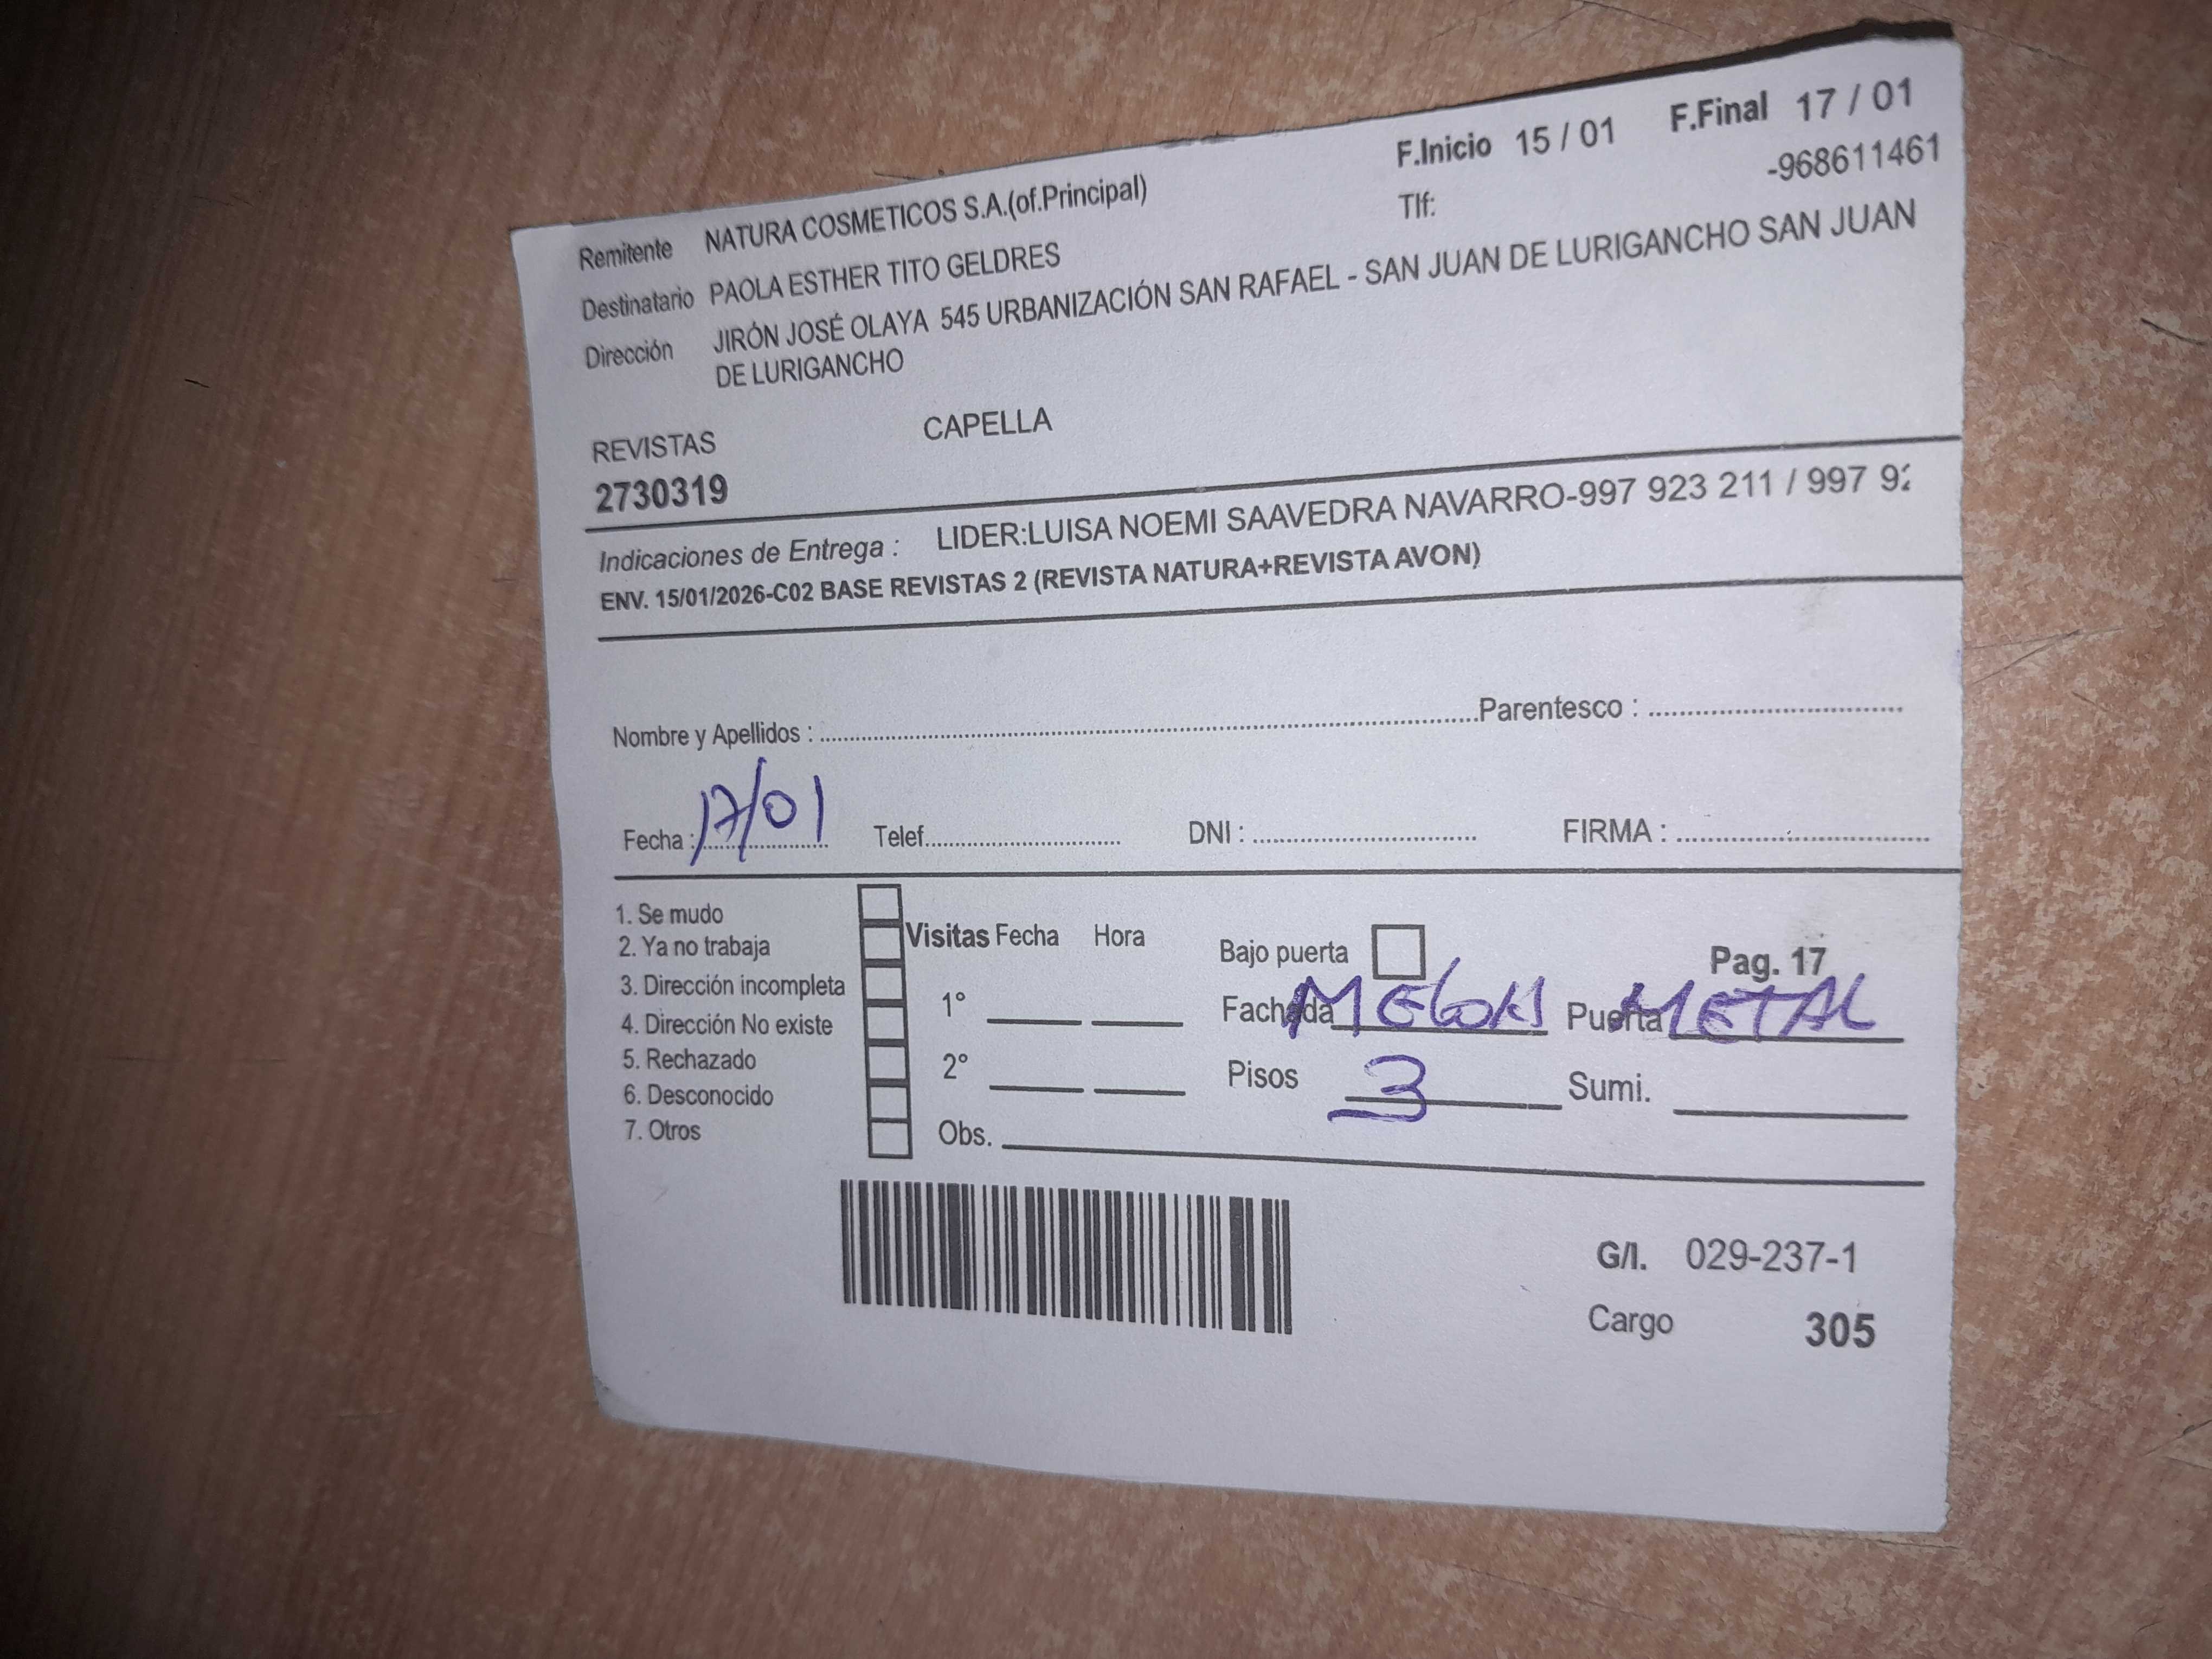 F.Inicio 15 / 01 F.Final 17 / 01
Remitente NATURA COSMETICOS S.A.(of.Principal) Tlf: -968611461
Destinatario PAOLA ESTHER TITO GELDRES
Dirección JIRÓN JOSÉ OLAYA 545 URBANIZACIÓN SAN RAFAEL - SAN JUAN DE LURIGANCHO SAN JUAN
DE LURIGANCHO
REVISTAS CAPELLA
2730319
Indicaciones de Entrega : LIDER:LUISA NOEMI SAAVEDRA NAVARRO-997 923 211 / 997 9
ENV. 15/01/2026-C02 BASE REVISTAS 2 (REVISTA NATURA+REVISTA AVON)
Nombre y Apellidos : Parentesco :
Fecha : 17/01 Telef. DNI : FIRMA :
1. Se mudo
2. Ya no trabaja
3. Dirección incompleta
4. Dirección No existe
5. Rechazado
6. Desconocido
7. Otros
Visitas Fecha Hora
1°
2°
Obs.
Bajo puerta Pag. 17
Fachada Puerta METAL
Pisos 3 Sumi.
G/I. 029-237-1
Cargo 305